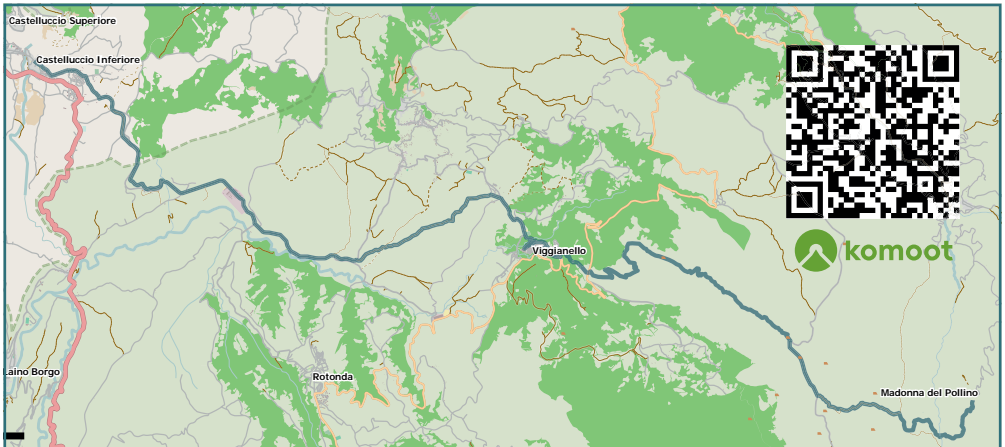 Castelluccio Superiore
Castelluccio Inferiore
Viggianello
komoot
Laino Borgo
Rotonda
Madonna del Pollino